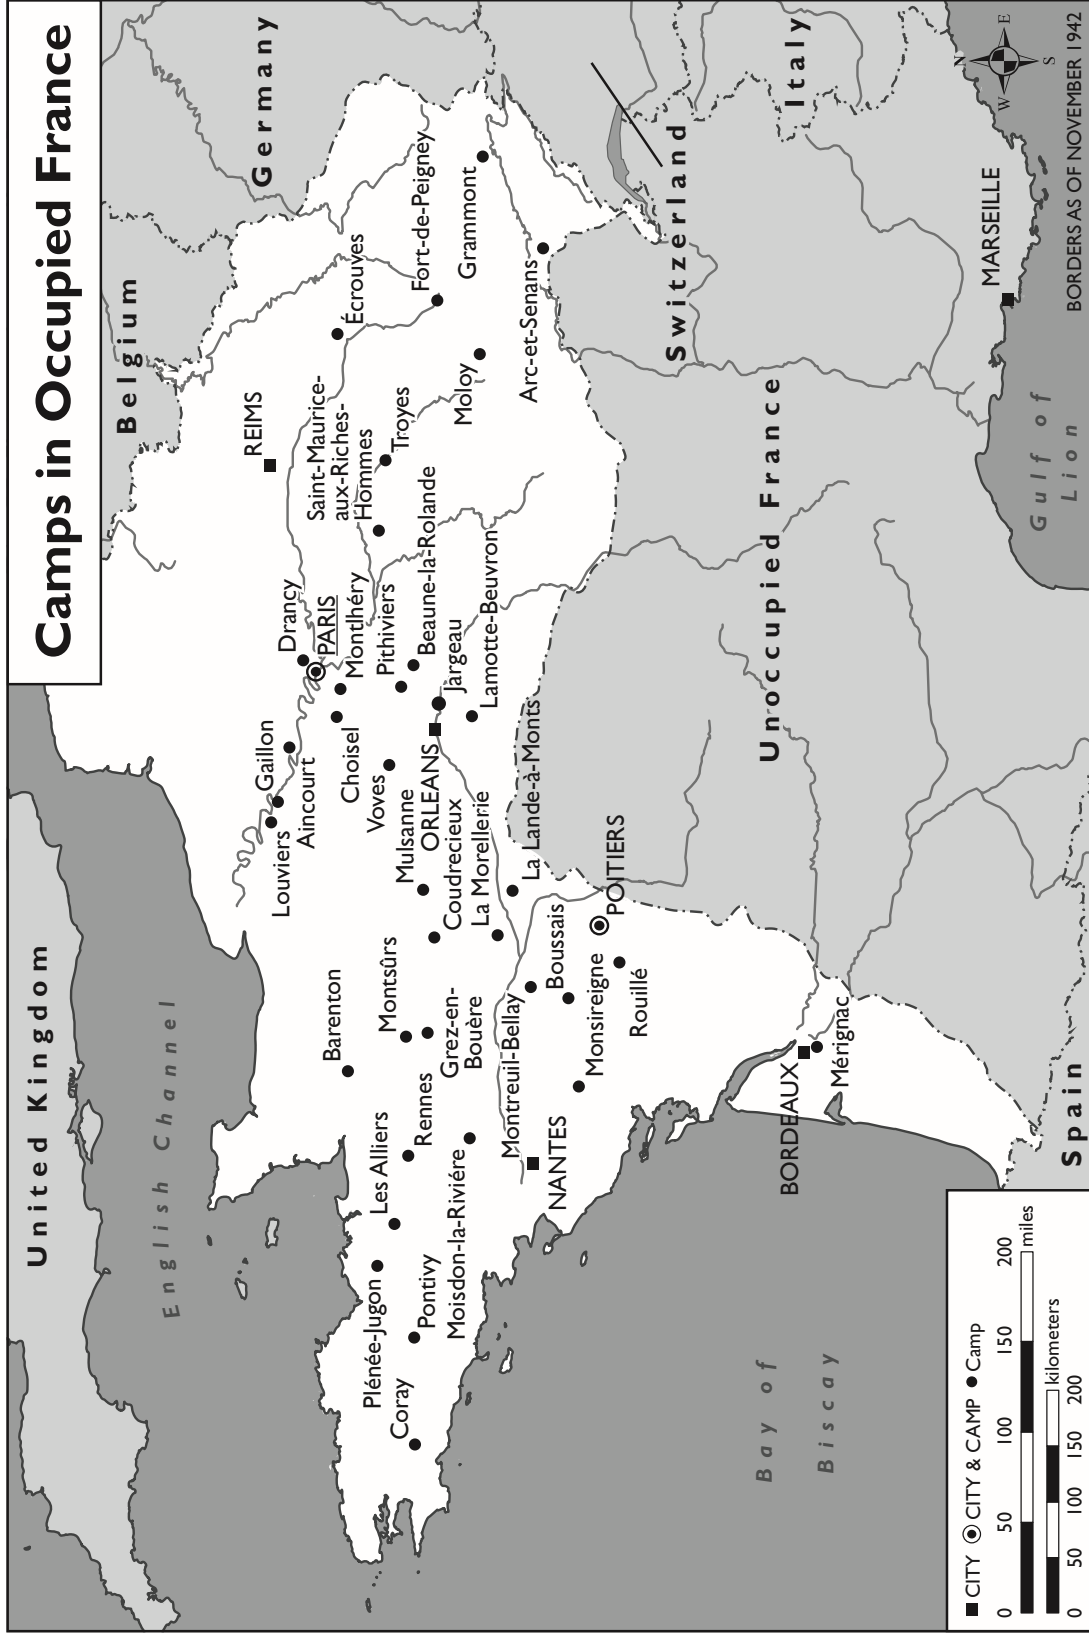 Camps in Occupied France
United Kingdom
English Channel
Belgium
Germany
Switzerland
Italy
Spain
Unoccupied France
Bay of
Biscay
Gulf of
Lion
REIMS
Drancy
PARIS
Montlhéry
Gaillon
Louviers
Aincourt
Choisel
Voves
Pithiviers
Beaune-la-Rolande
Jargeau
ORLEANS
Lamotte-Beuvron
Saint-Maurice-
aux-Riches-
Hommes
Troyes
Écrouves
Fort-de-Peigney
Grammont
Moloy
Arc-et-Senans
Mulsanne
Coudrecieux
La Morellerie
La Lande-à-Monts
Barenton
Montsûrs
Grez-en-
Bouère
Montreuil-Bellay
Boussais
POITIERS
Rouillé
Monsireigne
Les Alliers
Rennes
Plénée-Jugon
Pontivy
Moisdon-la-Riviére
Coray
NANTES
BORDEAUX
Mérignac
MARSEILLE
N
E
S
W
BORDERS AS OF NOVEMBER 1942
CITY CITY & CAMP Camp
0 50 100 150 200
miles
kilometers
0 50 100 150 200